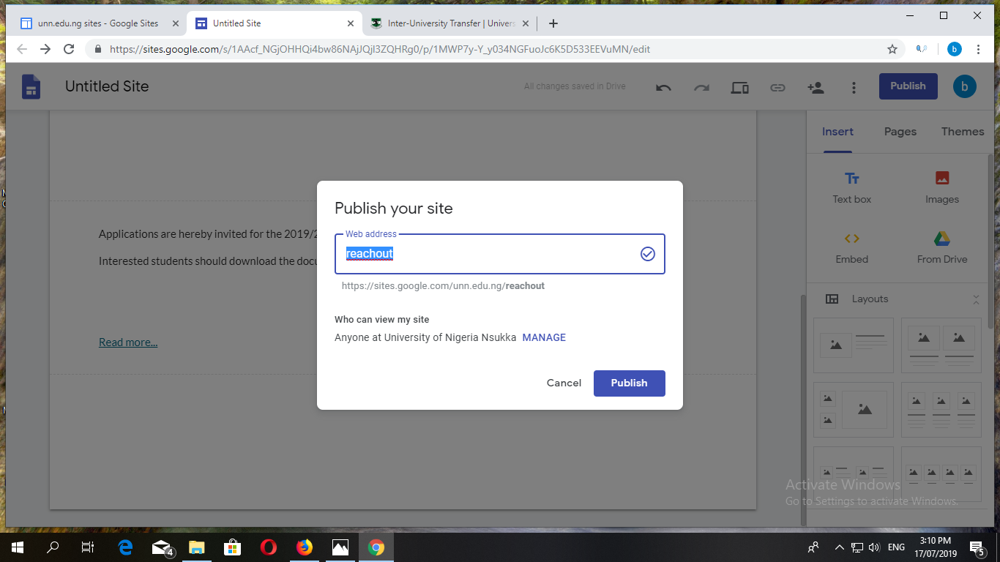 unn.edu.ng sites - Google Sites
Untitled Site
Inter-University Transfer | Univers
https://sites.google.com/s/1AAcf_NGjOHHQi4bw86NAjJQjl3ZQHRg0/p/1MWP7y-Y_y034NGFuoJc6K5D533EEVuMN/edit
b
Untitled Site
All changes saved in Drive
Publish
b
Insert
Pages
Themes
Text box
Images
Embed
From Drive
Layouts
Applications are hereby invited for the 2019/2
Interested students should download the docu
Read more...
Publish your site
Web address
reachout
https://sites.google.com/unn.edu.ng/reachout
Who can view my site
Anyone at University of Nigeria Nsukka MANAGE
Cancel
Publish
Activate Windows
Go to Settings to activate Windows.
4
ENG
3:10 PM
17/07/2019
5